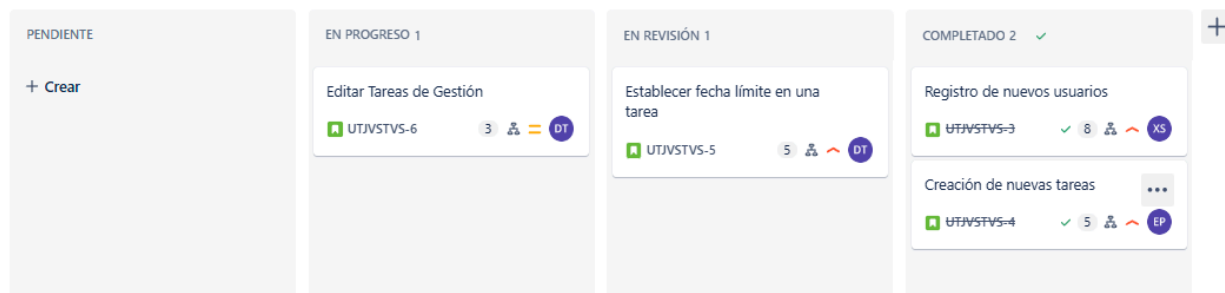 PENDIENTE
+ Crear
EN PROGRESO 1
Editar Tareas de Gestión
UTJVSTVS-6 3 DT
EN REVISIÓN 1
Establecer fecha límite en una
tarea
UTJVSTVS-5 5 DT
COMPLETADO 2
Registro de nuevos usuarios
UTJVSTVS-3 8 XS
Creación de nuevas tareas
UTJVSTVS-4 5 EP